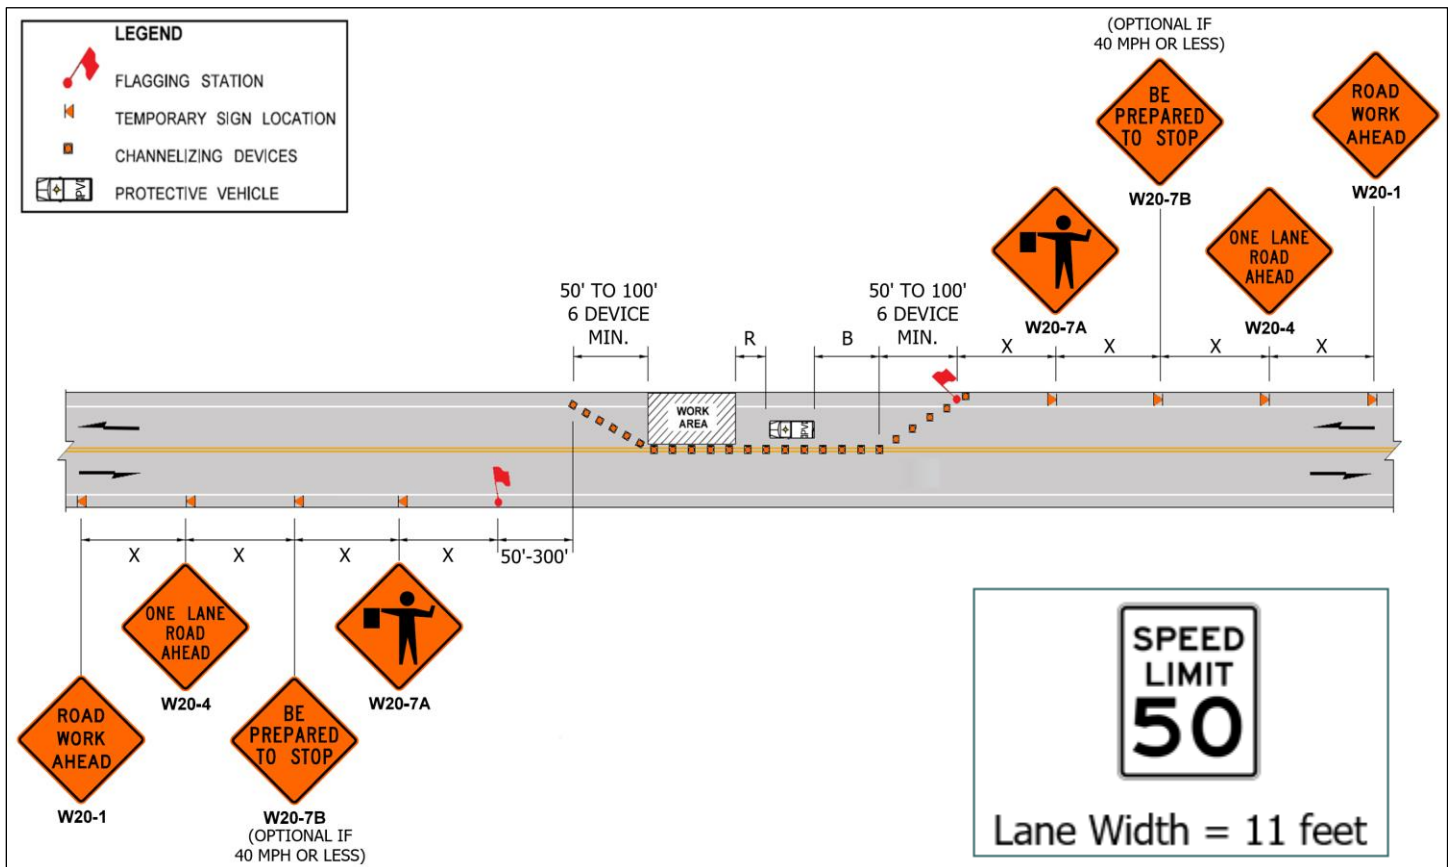 LEGEND
FLAGGING STATION
TEMPORARY SIGN LOCATION
CHANNELIZING DEVICES
PVI
PROTECTIVE VEHICLE
(OPTIONAL IF
40 MPH OR LESS)
BE
PREPARED
TO STOP
W20-7B
ROAD
WORK
AHEAD
W20-1
W20-7A
ONE LANE
ROAD
AHEAD
W20-4
50' TO 100'
6 DEVICE
MIN.
R
B
50' TO 100'
6 DEVICE
MIN.
X
X
X
X
WORK
AREA
PVI
X
X
X
X
50'-300'
ROAD
WORK
AHEAD
W20-1
ONE LANE
ROAD
AHEAD
W20-4
BE
PREPARED
TO STOP
W20-7B
(OPTIONAL IF
40 MPH OR LESS)
W20-7A
SPEED
LIMIT
50
Lane Width = 11 feet